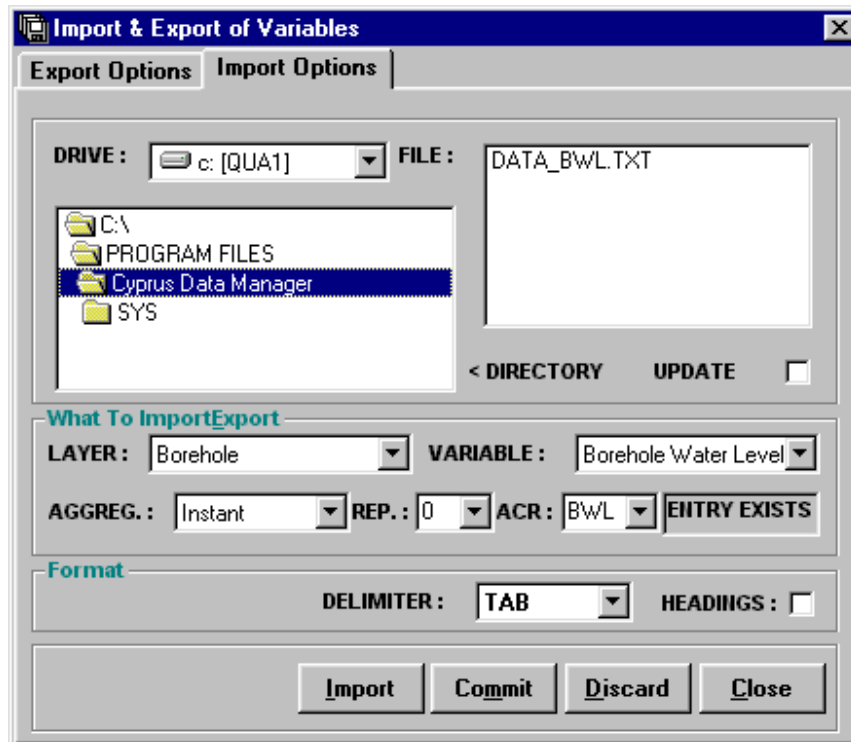 Import & Export of Variables
Export Options Import Options
DRIVE : c: [QUA1] FILE : DATA_BWL.TXT
C:\
PROGRAM FILES
Cyprus Data Manager
SYS
< DIRECTORY UPDATE
What To ImportExport
LAYER : Borehole VARIABLE : Borehole Water Level
AGGREG. : Instant REP. : 0 ACR : BWL ENTRY EXISTS
Format
DELIMITER : TAB HEADINGS :
Import Commit Discard Close